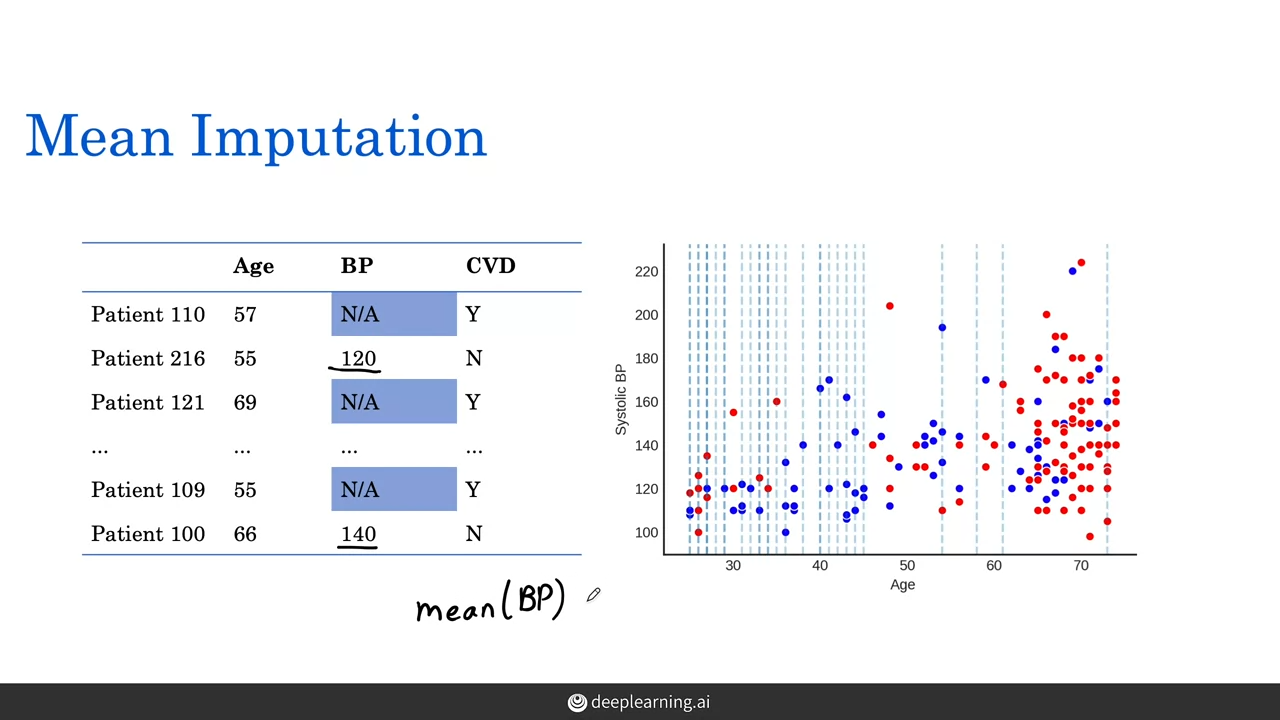 Mean Imputation
Age BP CVD
Patient 110 57 N/A Y
Patient 216 55 120 N
Patient 121 69 N/A Y
... ... ... ...
Patient 109 55 N/A Y
Patient 100 66 140 N
mean(BP)
Systolic BP
220
200
180
160
140
120
100
30 40 50 60 70
Age
deeplearning.ai